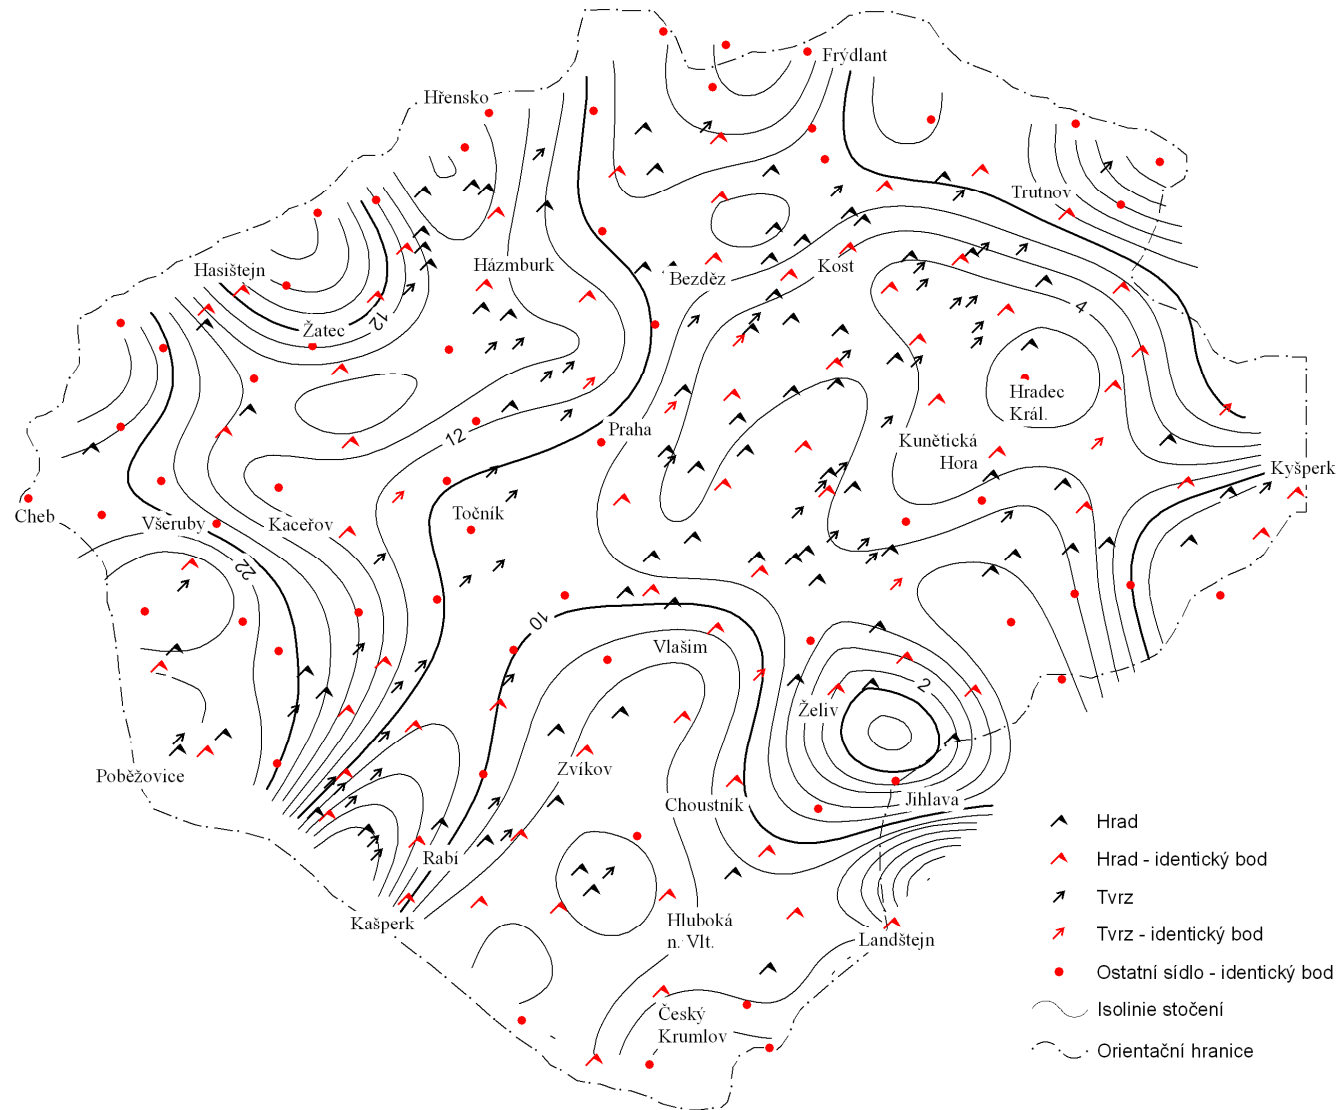 Frýdlant
Hřensko
Trutnov
Hasištejn
Házmburk
Bezděz
Kost
Žatec
12
4
Hradec
Král.
Praha
12
Kunětická
Hora
Kyšperk
Cheb
Všeruby
Kaceřov
Točník
22
10
Vlašim
2
Želiv
Poběžovice
Zvíkov
Choustník
Jihlava
Rabí
Kašperk
Hluboká
n. Vlt.
Landštejn
Český
Krumlov
Hrad
Hrad - identický bod
Tvrz
Tvrz - identický bod
Ostatní sídlo - identický bod
Isolinie stočení
Orientační hranice